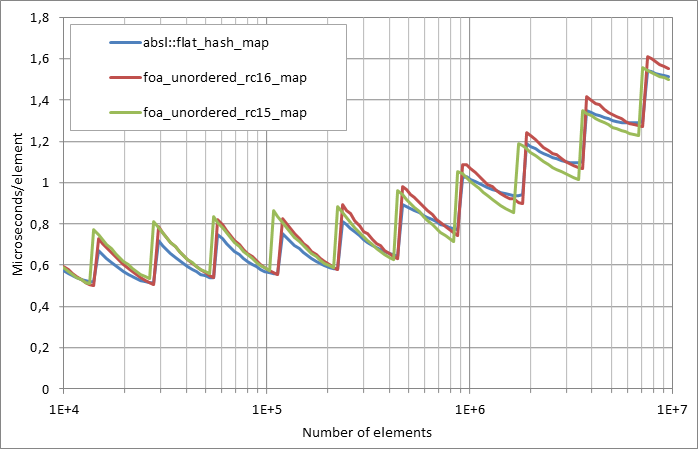 1,8
1,6
1,4
1,2
1
0,8
0,6
0,4
0,2
0
Microseconds/element
absl::flat_hash_map
foa_unordered_rc16_map
foa_unordered_rc15_map
1E+4
1E+5
1E+6
1E+7
Number of elements